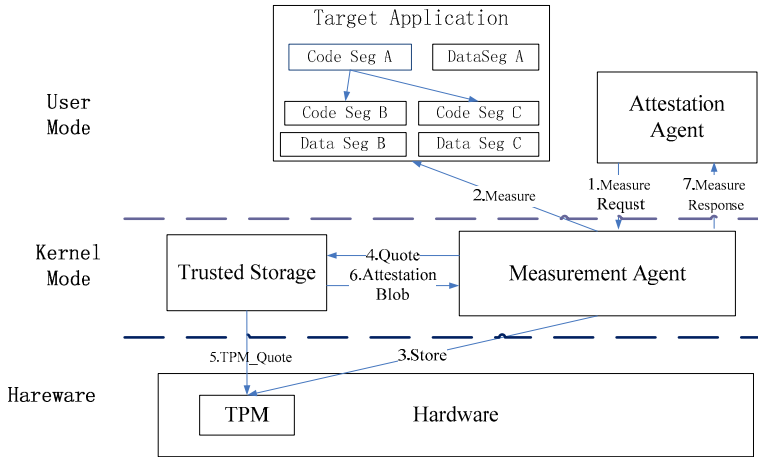 Target Application
Code Seg A
DataSeg A
Code Seg B
Code Seg C
Data Seg B
Data Seg C
User
Mode
Attestation
Agent
2.Measure
1.Measure
Requst
7.Measure
Response
Kernel
Mode
Trusted Storage
4.Quote
6.Attestation
Blob
Measurement Agent
5.TPM_Quote
3.Store
Hareware
TPM
Hardware